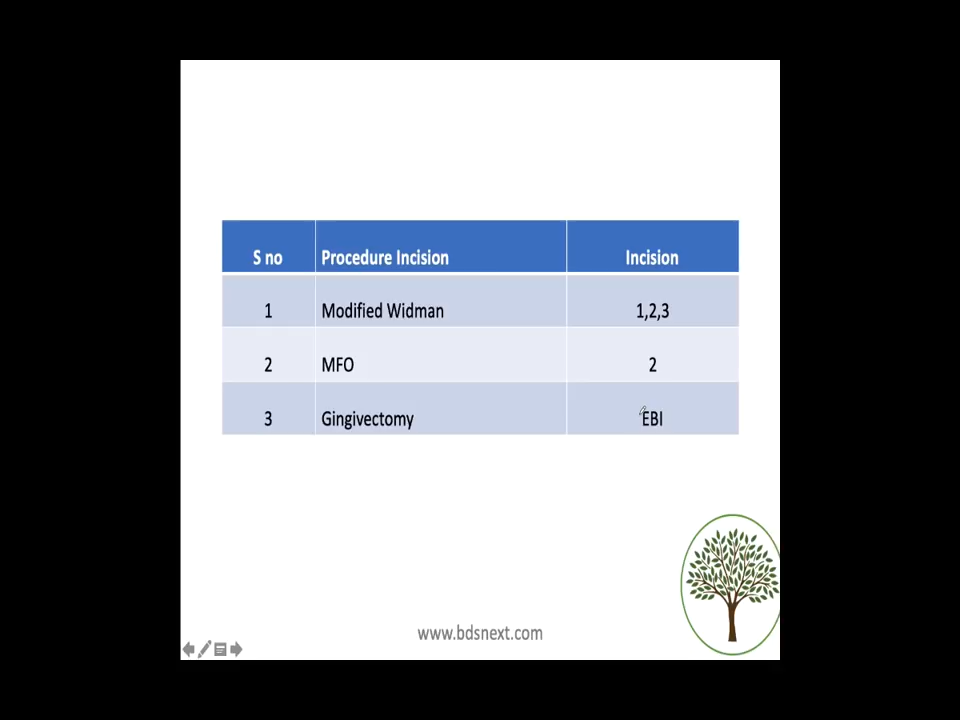 S no Procedure Incision Incision
1 Modified Widman 1,2,3
2 MFO 2
3 Gingivectomy EBI
www.bdsnext.com